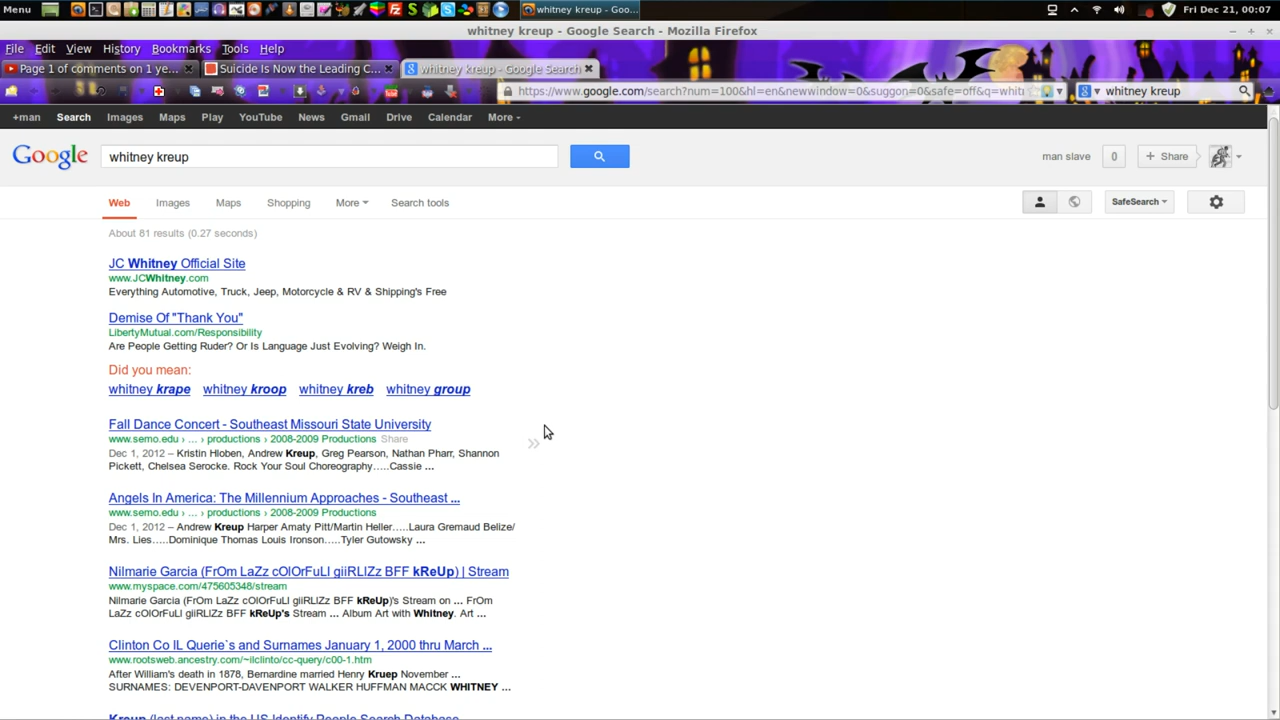 Menu whitney kreup - Goo... Fri Dec 21, 00:07
whitney kreup - Google Search - Mozilla Firefox
File Edit View History Bookmarks Tools Help
Page 1 of comments on 1 ye... Suicide Is Now the Leading C... whitney kreup - Google Search
https://www.google.com/search?num=100&hl=en&newwindow=0&suggon=0&safe=off&q=whit whitney kreup
+man Search Images Maps Play YouTube News Gmail Drive Calendar More
Google whitney kreup man slave 0 + Share
Web Images Maps Shopping More Search tools SafeSearch
About 81 results (0.27 seconds)
JC Whitney Official Site
www.JCWhitney.com
Everything Automotive, Truck, Jeep, Motorcycle & RV & Shipping's Free
Demise Of "Thank You"
LibertyMutual.com/Responsibility
Are People Getting Ruder? Or Is Language Just Evolving? Weigh In.
Did you mean:
whitney krape whitney kroop whitney kreb whitney group
Fall Dance Concert - Southeast Missouri State University
www.semo.edu › ... › productions › 2008-2009 Productions Share
Dec 1, 2012 – Kristin Hloben, Andrew Kreup, Greg Pearson, Nathan Pharr, Shannon
Pickett, Chelsea Serocke. Rock Your Soul Choreography…..Cassie ...
Angels In America: The Millennium Approaches - Southeast ...
www.semo.edu › ... › productions › 2008-2009 Productions
Dec 1, 2012 – Andrew Kreup Harper Amaty Pitt/Martin Heller…..Laura Gremaud Belize/
Mrs. Lies…..Dominique Thomas Louis Ironson…..Tyler Gutowsky ...
Nilmarie Garcia (FrOm LaZz cOlOrFuLl giiRLIZz BFF kReUp) | Stream
www.myspace.com/475605348/stream
Nilmarie Garcia (FrOm LaZz cOlOrFuLl giiRLIZz BFF kReUp)'s Stream on ... FrOm
LaZz cOlOrFuLl giiRLIZz BFF kReUp's Stream ... Album Art with Whitney. Art ...
Clinton Co IL Querie`s and Surnames January 1, 2000 thru March ...
www.rootsweb.ancestry.com/~ilclinto/cc-query/c00-1.htm
After William's death in 1878, Bernardine married Henry Kruep November ...
SURNAMES: DEVENPORT-DAVENPORT WALKER HUFFMAN MACCK WHITNEY ...
Kreup (last name) in the US Identify People Search Database